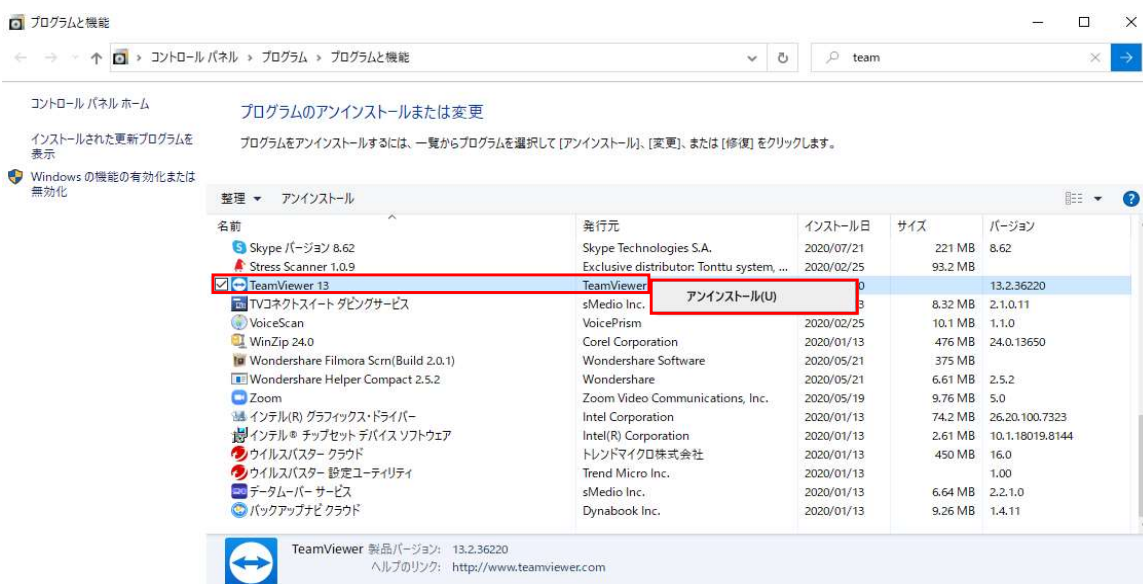 プログラムと機能
コントロール パネル › プログラム › プログラムと機能
team
コントロール パネル ホーム
インストールされた更新プログラムを
表示
Windows の機能の有効化または
無効化
プログラムのアンインストールまたは変更
プログラムをアンインストールするには、一覧からプログラムを選択して [アンインストール]、[変更]、または [修復] をクリックします。
整理 アンインストール
名前 発行元 インストール日 サイズ バージョン
Skype バージョン 8.62 Skype Technologies S.A. 2020/07/21 221 MB 8.62
Stress Scanner 1.0.9 Exclusive distributor: Tonttu system, ... 2020/02/25 93.2 MB
TeamViewer 13 TeamViewer 13.2.36220
アンインストール(U)
TVコネクトスイート ダビングサービス sMedio Inc. 8.32 MB 2.1.0.11
VoiceScan VoicePrism 2020/02/25 10.1 MB 1.1.0
WinZip 24.0 Corel Corporation 2020/01/13 476 MB 24.0.13650
Wondershare Filmora Scrn(Build 2.0.1) Wondershare Software 2020/05/21 375 MB
Wondershare Helper Compact 2.5.2 Wondershare 2020/05/21 6.61 MB 2.5.2
Zoom Zoom Video Communications, Inc. 2020/05/19 9.76 MB 5.0
インテル(R) グラフィックス・ドライバー Intel Corporation 2020/01/13 74.2 MB 26.20.100.7323
インテル® チップセット デバイス ソフトウェア Intel(R) Corporation 2020/01/13 2.61 MB 10.1.18019.8144
ウイルスバスター クラウド トレンドマイクロ株式会社 2020/01/13 450 MB 16.0
ウイルスバスター 設定ユーティリティ Trend Micro Inc. 2020/01/13 1.00
データムーバー サービス sMedio Inc. 2020/01/13 6.64 MB 2.2.1.0
バックアップナビ クラウド Dynabook Inc. 2020/01/13 9.26 MB 1.4.11
TeamViewer 製品バージョン: 13.2.36220
ヘルプのリンク: http://www.teamviewer.com